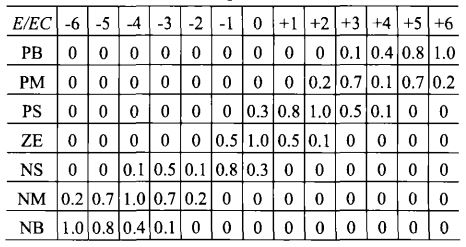 E/EC -6 -5 -4 -3 -2 -1 0 +1 +2 +3 +4 +5 +6
PB 0 0 0 0 0 0 0 0 0 0.1 0.4 0.8 1.0
PM 0 0 0 0 0 0 0 0 0.2 0.7 0.1 0.7 0.2
PS 0 0 0 0 0 0 0.3 0.8 1.0 0.5 0.1 0 0
ZE 0 0 0 0 0 0.5 1.0 0.5 0.1 0 0 0 0
NS 0 0 0.1 0.5 0.1 0.8 0.3 0 0 0 0 0 0
NM 0.2 0.7 1.0 0.7 0.2 0 0 0 0 0 0 0 0
NB 1.0 0.8 0.4 0.1 0 0 0 0 0 0 0 0 0